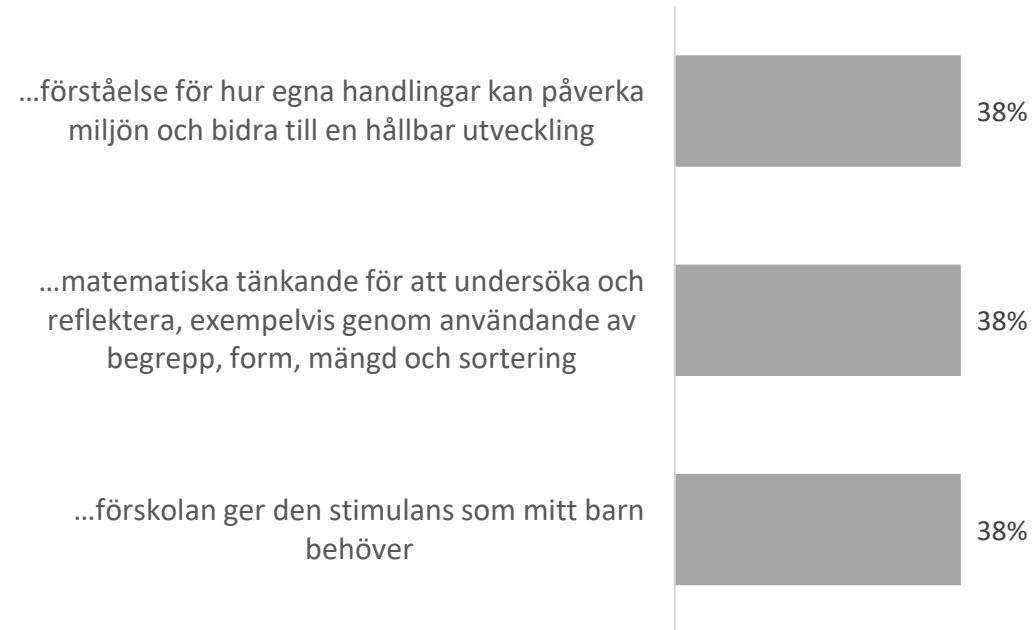 …förståelse för hur egna handlingar kan påverka
miljön och bidra till en hållbar utveckling
38%
…matematiska tänkande för att undersöka och
reflektera, exempelvis genom användande av
begrepp, form, mängd och sortering
38%
…förskolan ger den stimulans som mitt barn
behöver
38%